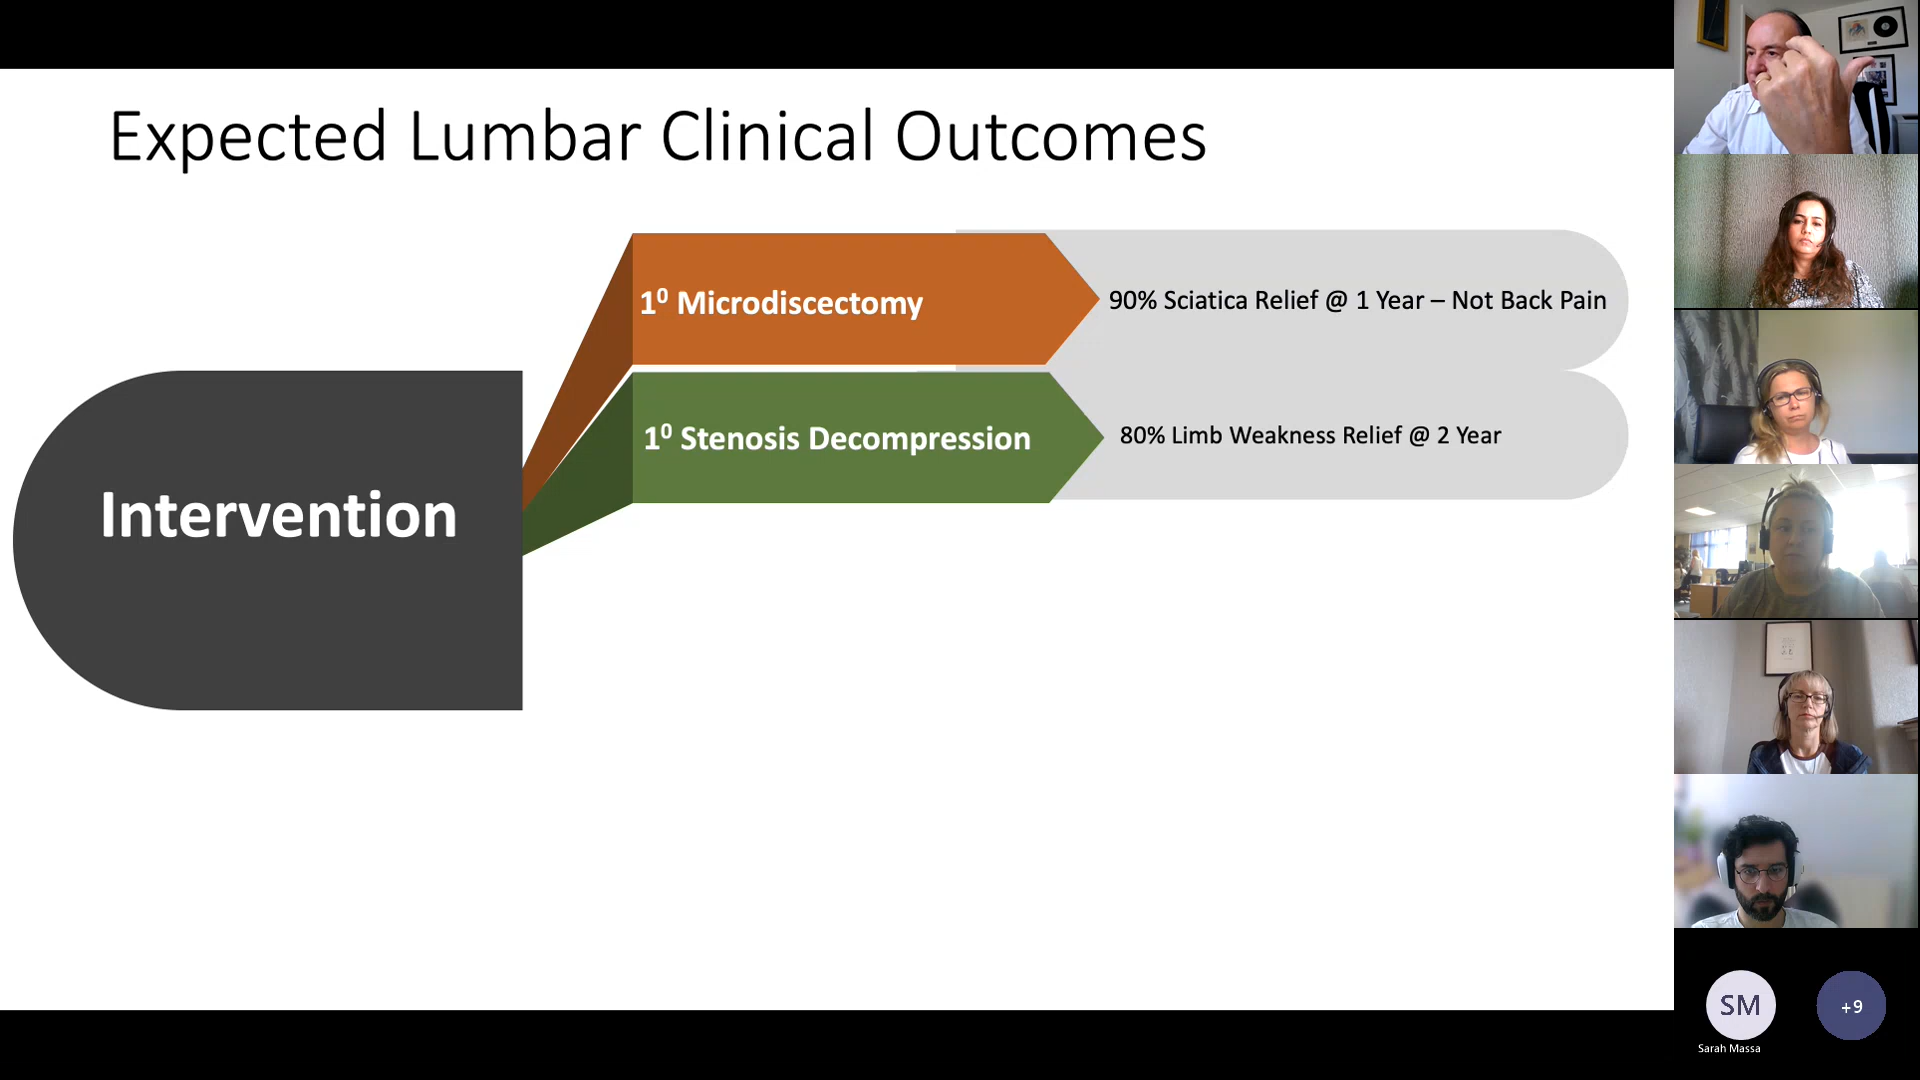 Expected Lumbar Clinical Outcomes
1⁰ Microdiscectomy
90% Sciatica Relief @ 1 Year – Not Back Pain
1⁰ Stenosis Decompression
80% Limb Weakness Relief @ 2 Year
Intervention
SM
+9
Sarah Massa